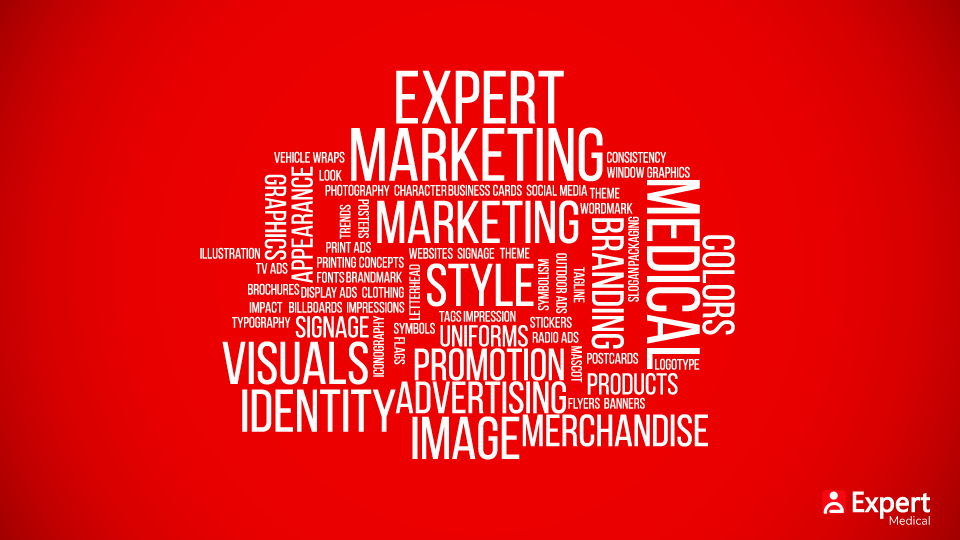 EXPERT
MARKETING
VEHICLE WRAPS
CONSISTENCY
LOOK
WINDOW GRAPHICS
GRAPHICS
APPEARANCE
PHOTOGRAPHY
CHARACTER
BUSINESS CARDS
SOCIAL MEDIA
THEME
MEDICAL
TRENDS
POSTERS
MARKETING
WORDMARK
BRANDING
SLOGAN
PACKAGING
COLORS
ILLUSTRATION
PRINT ADS
WEBSITES
SIGNAGE
THEME
TV ADS
PRINTING
CONCEPTS
FONTS
BRANDMARK
LETTERHEAD
STYLE
SYMBOLISM
OUTDOOR ADS
TAGLINE
BROCHURES
DISPLAY ADS
CLOTHING
IMPACT
BILLBOARDS
IMPRESSIONS
TAGS
IMPRESSION
TYPOGRAPHY
SIGNAGE
ICONOGRAPHY
SYMBOLS
FLAGS
UNIFORMS
STICKERS
RADIO ADS
VISUALS
PROMOTION
MASCOT
POSTCARDS
LOGOTYPE
PRODUCTS
IDENTITY
ADVERTISING
FLYERS
BANNERS
IMAGE
MERCHANDISE
Expert
Medical